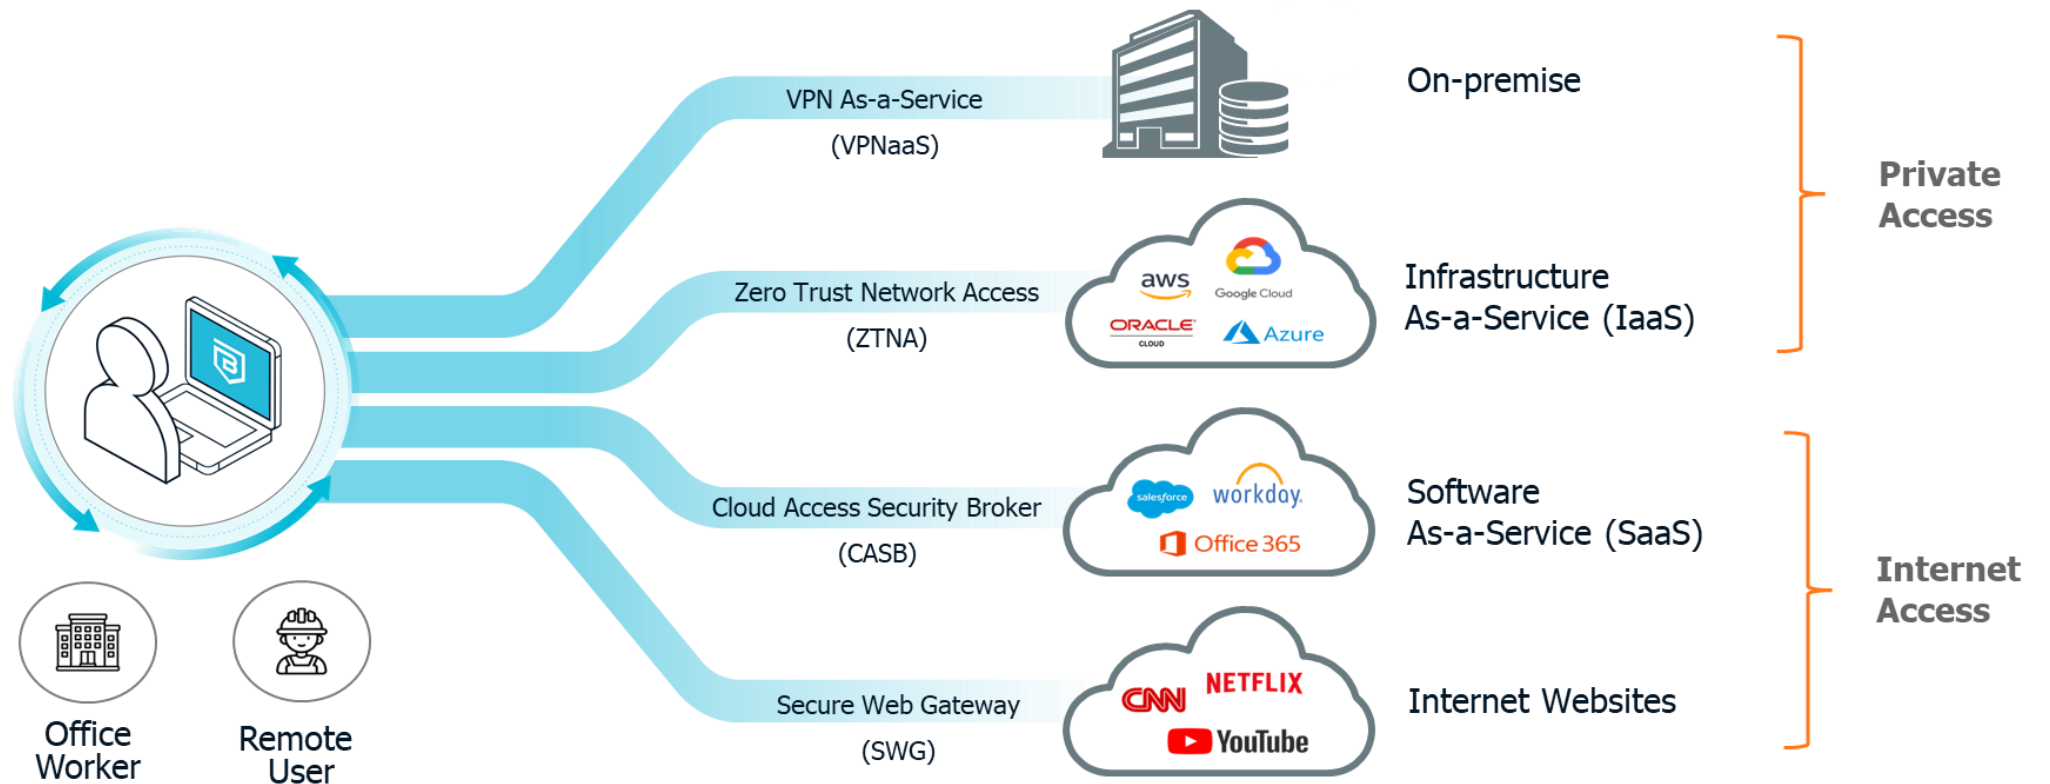 VPN As-a-Service
(VPNaaS)
On-premise
Private
Access
Zero Trust Network Access
(ZTNA)
aws
Google Cloud
ORACLE
CLOUD
Azure
Infrastructure
As-a-Service (IaaS)
B
Cloud Access Security Broker
(CASB)
salesforce
workday.
Office 365
Software
As-a-Service (SaaS)
Internet
Access
Secure Web Gateway
(SWG)
CNN
NETFLIX
YouTube
Internet Websites
Office
Worker
Remote
User